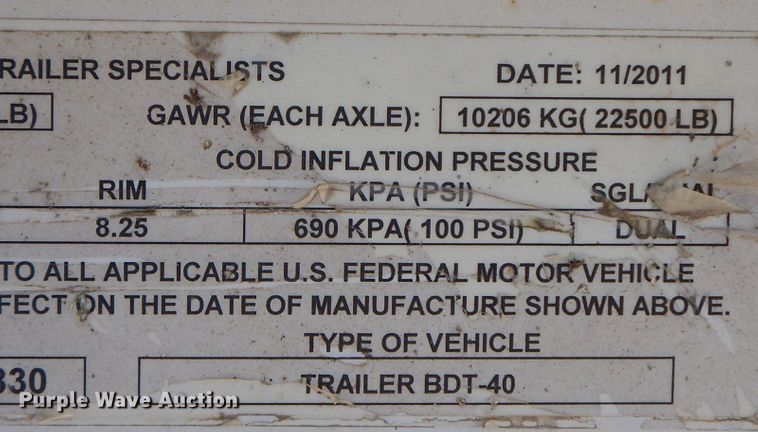 RAILER SPECIALISTS DATE: 11/2011
LB) GAWR (EACH AXLE): 10206 KG( 22500 LB)
COLD INFLATION PRESSURE
RIM KPA (PSI)
8.25 690 KPA( 100 PSI) DUAL
TO ALL APPLICABLE U.S. FEDERAL MOTOR VEHICLE
FECT ON THE DATE OF MANUFACTURE SHOWN ABOVE.
TYPE OF VEHICLE
330 TRAILER BDT-40
Purple Wave Auction